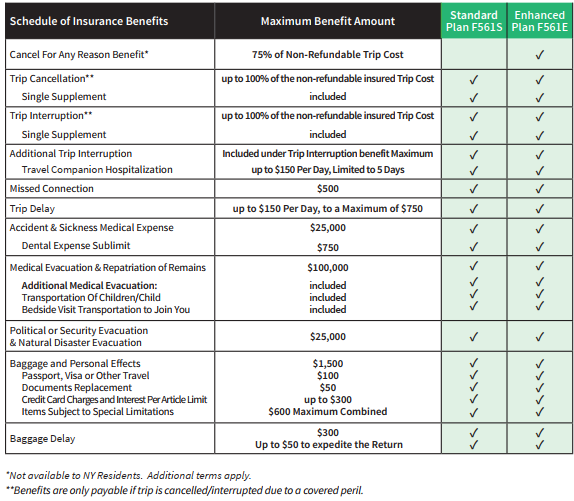 Schedule of Insurance Benefits Maximum Benefit Amount Standard Plan F561S Enhanced Plan F561E
Cancel For Any Reason Benefit* 75% of Non-Refundable Trip Cost ✓
Trip Cancellation** up to 100% of the non-refundable insured Trip Cost ✓ ✓
Single Supplement included ✓ ✓
Trip Interruption** up to 100% of the non-refundable insured Trip Cost ✓ ✓
Single Supplement included ✓ ✓
Additional Trip Interruption Included under Trip Interruption benefit Maximum ✓ ✓
Travel Companion Hospitalization up to $150 Per Day, Limited to 5 Days ✓ ✓
Missed Connection $500 ✓ ✓
Trip Delay up to $150 Per Day, to a Maximum of $750 ✓ ✓
Accident & Sickness Medical Expense $25,000 ✓ ✓
Dental Expense Sublimit $750 ✓ ✓
Medical Evacuation & Repatriation of Remains $100,000 ✓ ✓
Additional Medical Evacuation: included ✓ ✓
Transportation Of Children/Child included ✓ ✓
Bedside Visit Transportation to Join You included ✓ ✓
Political or Security Evacuation
& Natural Disaster Evacuation $25,000 ✓ ✓
Baggage and Personal Effects $1,500 ✓ ✓
Passport, Visa or Other Travel $100 ✓ ✓
Documents Replacement $50 ✓ ✓
Credit Card Charges and Interest Per Article Limit up to $300 ✓ ✓
Items Subject to Special Limitations $600 Maximum Combined ✓ ✓
Baggage Delay $300 ✓ ✓
Up to $50 to expedite the Return ✓ ✓
*Not available to NY Residents. Additional terms apply.
**Benefits are only payable if trip is cancelled/interrupted due to a covered peril.